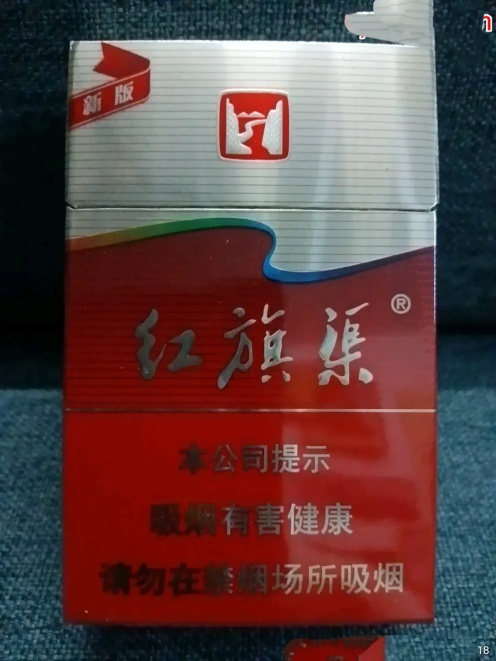 新版
红旗渠®
本公司提示
吸烟有害健康
请勿在禁烟场所吸烟
18